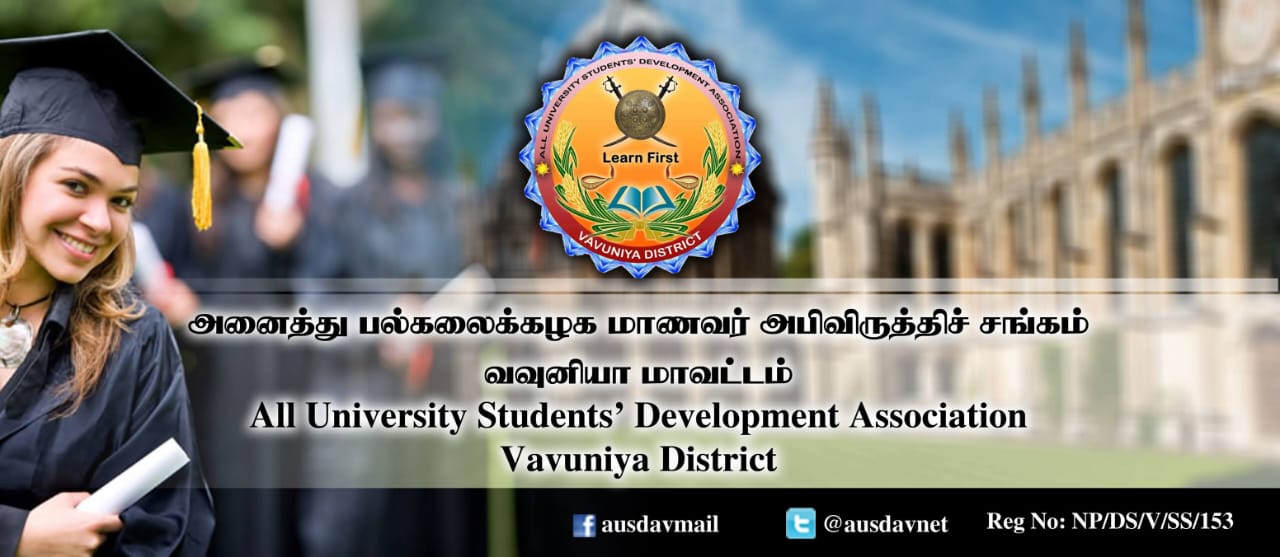 ALL UNIVERSITY STUDENTS' DEVELOPMENT ASSOCIATION
Learn First
VAVUNIYA DISTRICT
அனைத்து பல்கலைக்கழக மாணவர் அபிவிருத்திச் சங்கம்
வவுனியா மாவட்டம்
All University Students’ Development Association
Vavuniya District
ausdavmail @ausdavnet Reg No: NP/DS/V/SS/153